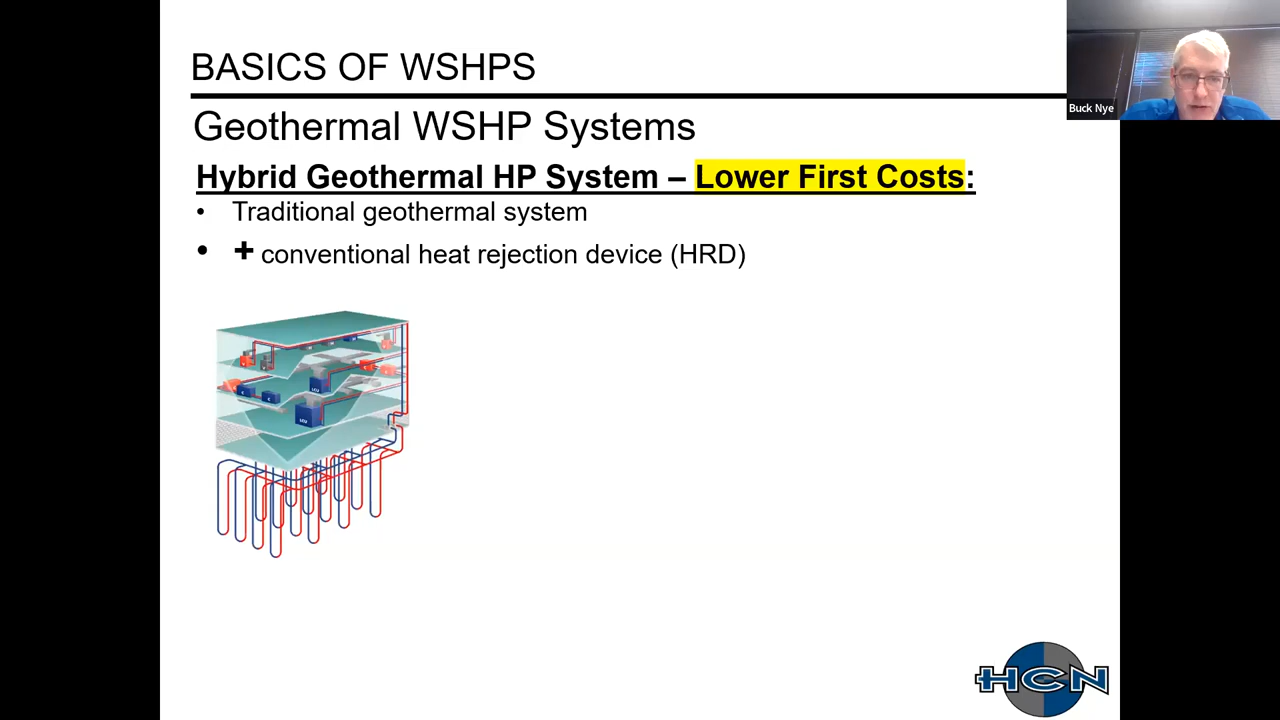 BASICS OF WSHPS
Buck Nye
Geothermal WSHP Systems
Hybrid Geothermal HP System – Lower First Costs:
• Traditional geothermal system
• + conventional heat rejection device (HRD)
HCN